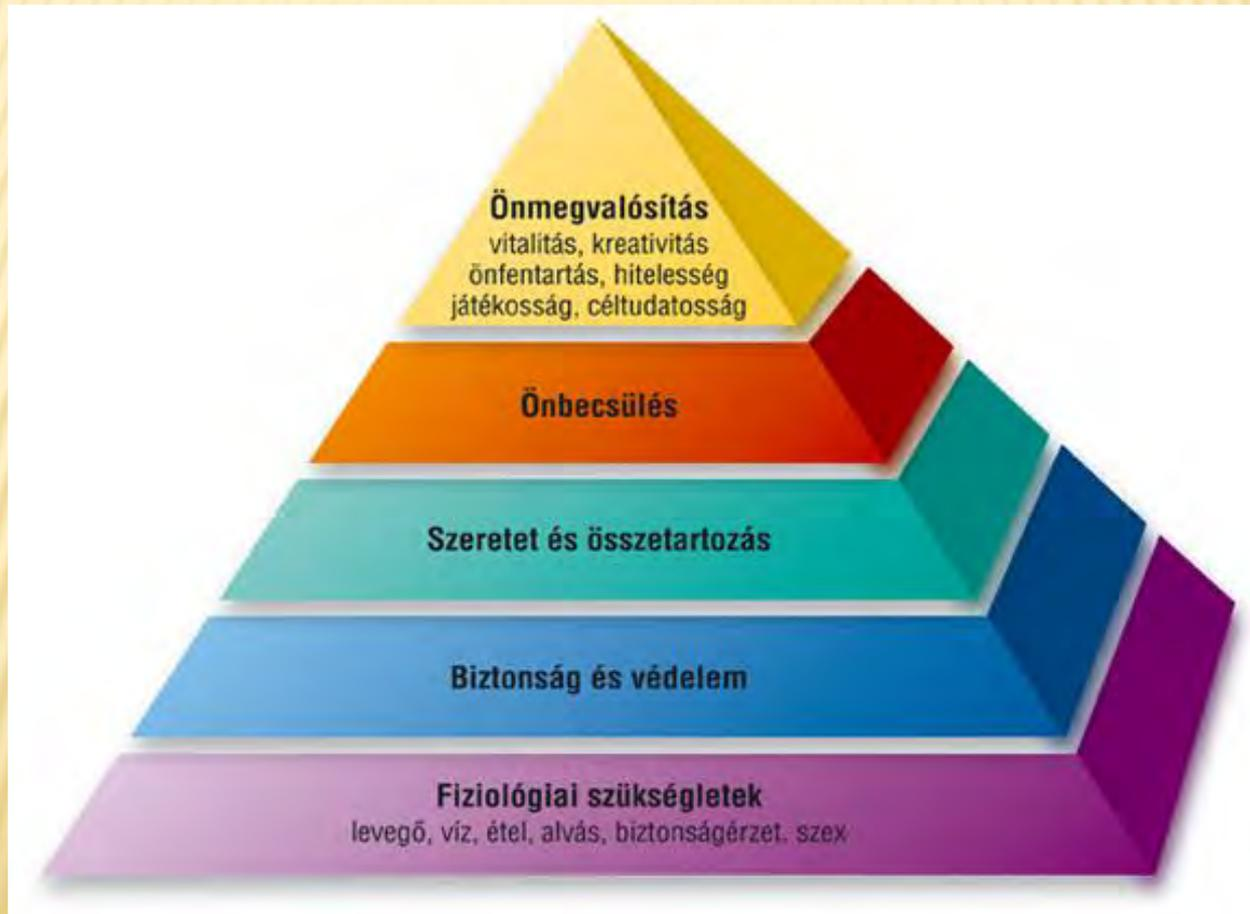 Önmegvalósítás
vitalitás, kreativitás
önfentartás, hitelesség
játékosság, céltudatosság
Önbecsülés
Szeretet és összetartozás
Biztonság és védelem
Fiziológiai szükségletek
levegő, víz, étel, alvás, biztonságérzet. szex